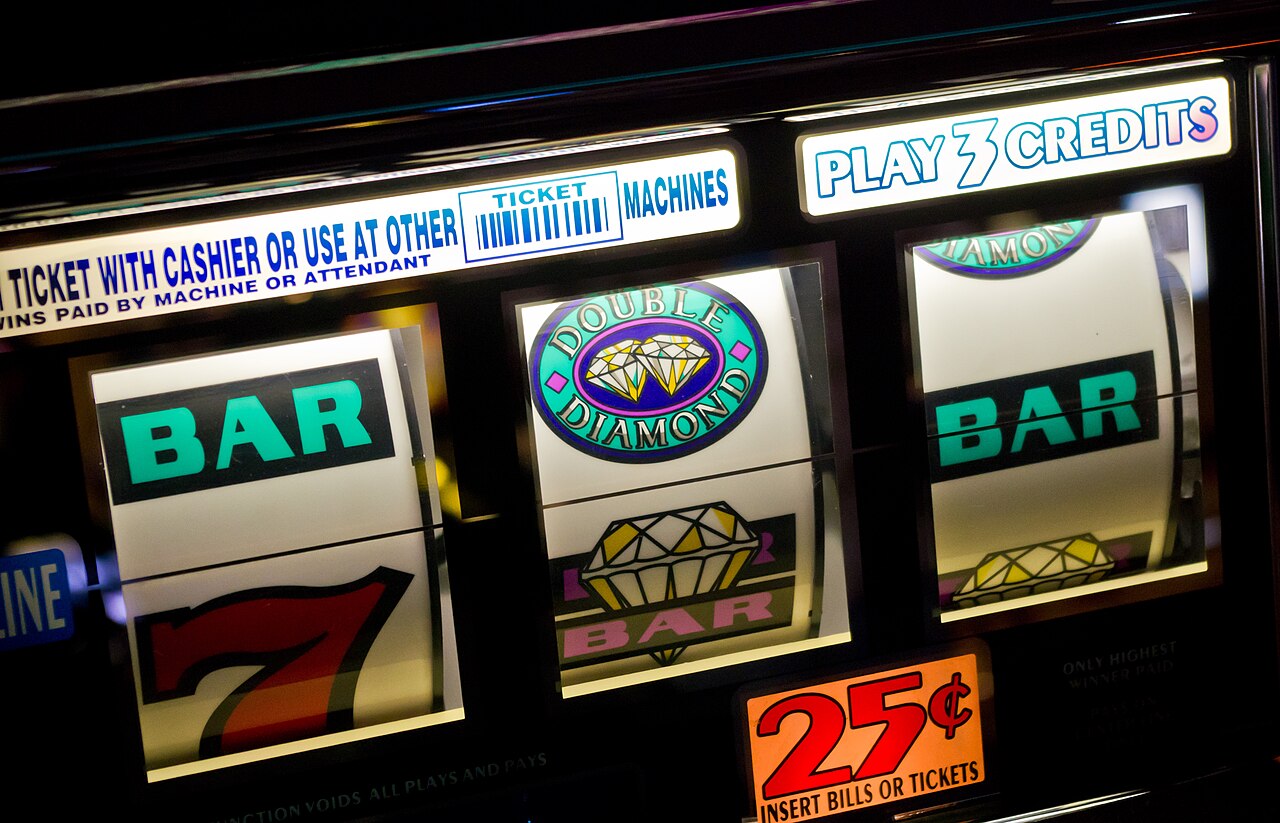 TICKET WITH CASHIER OR USE AT OTHER TICKET MACHINES
WINS PAID BY MACHINE OR ATTENDANT
PLAY 3 CREDITS
BAR
7
DOUBLE
DIAMOND
BAR
DIAMOND
BAR
LINE
25¢
INSERT BILLS OR TICKETS
ONLY HIGHEST
WINNER PAID
VOIDS ALL PLAYS AND PAYS